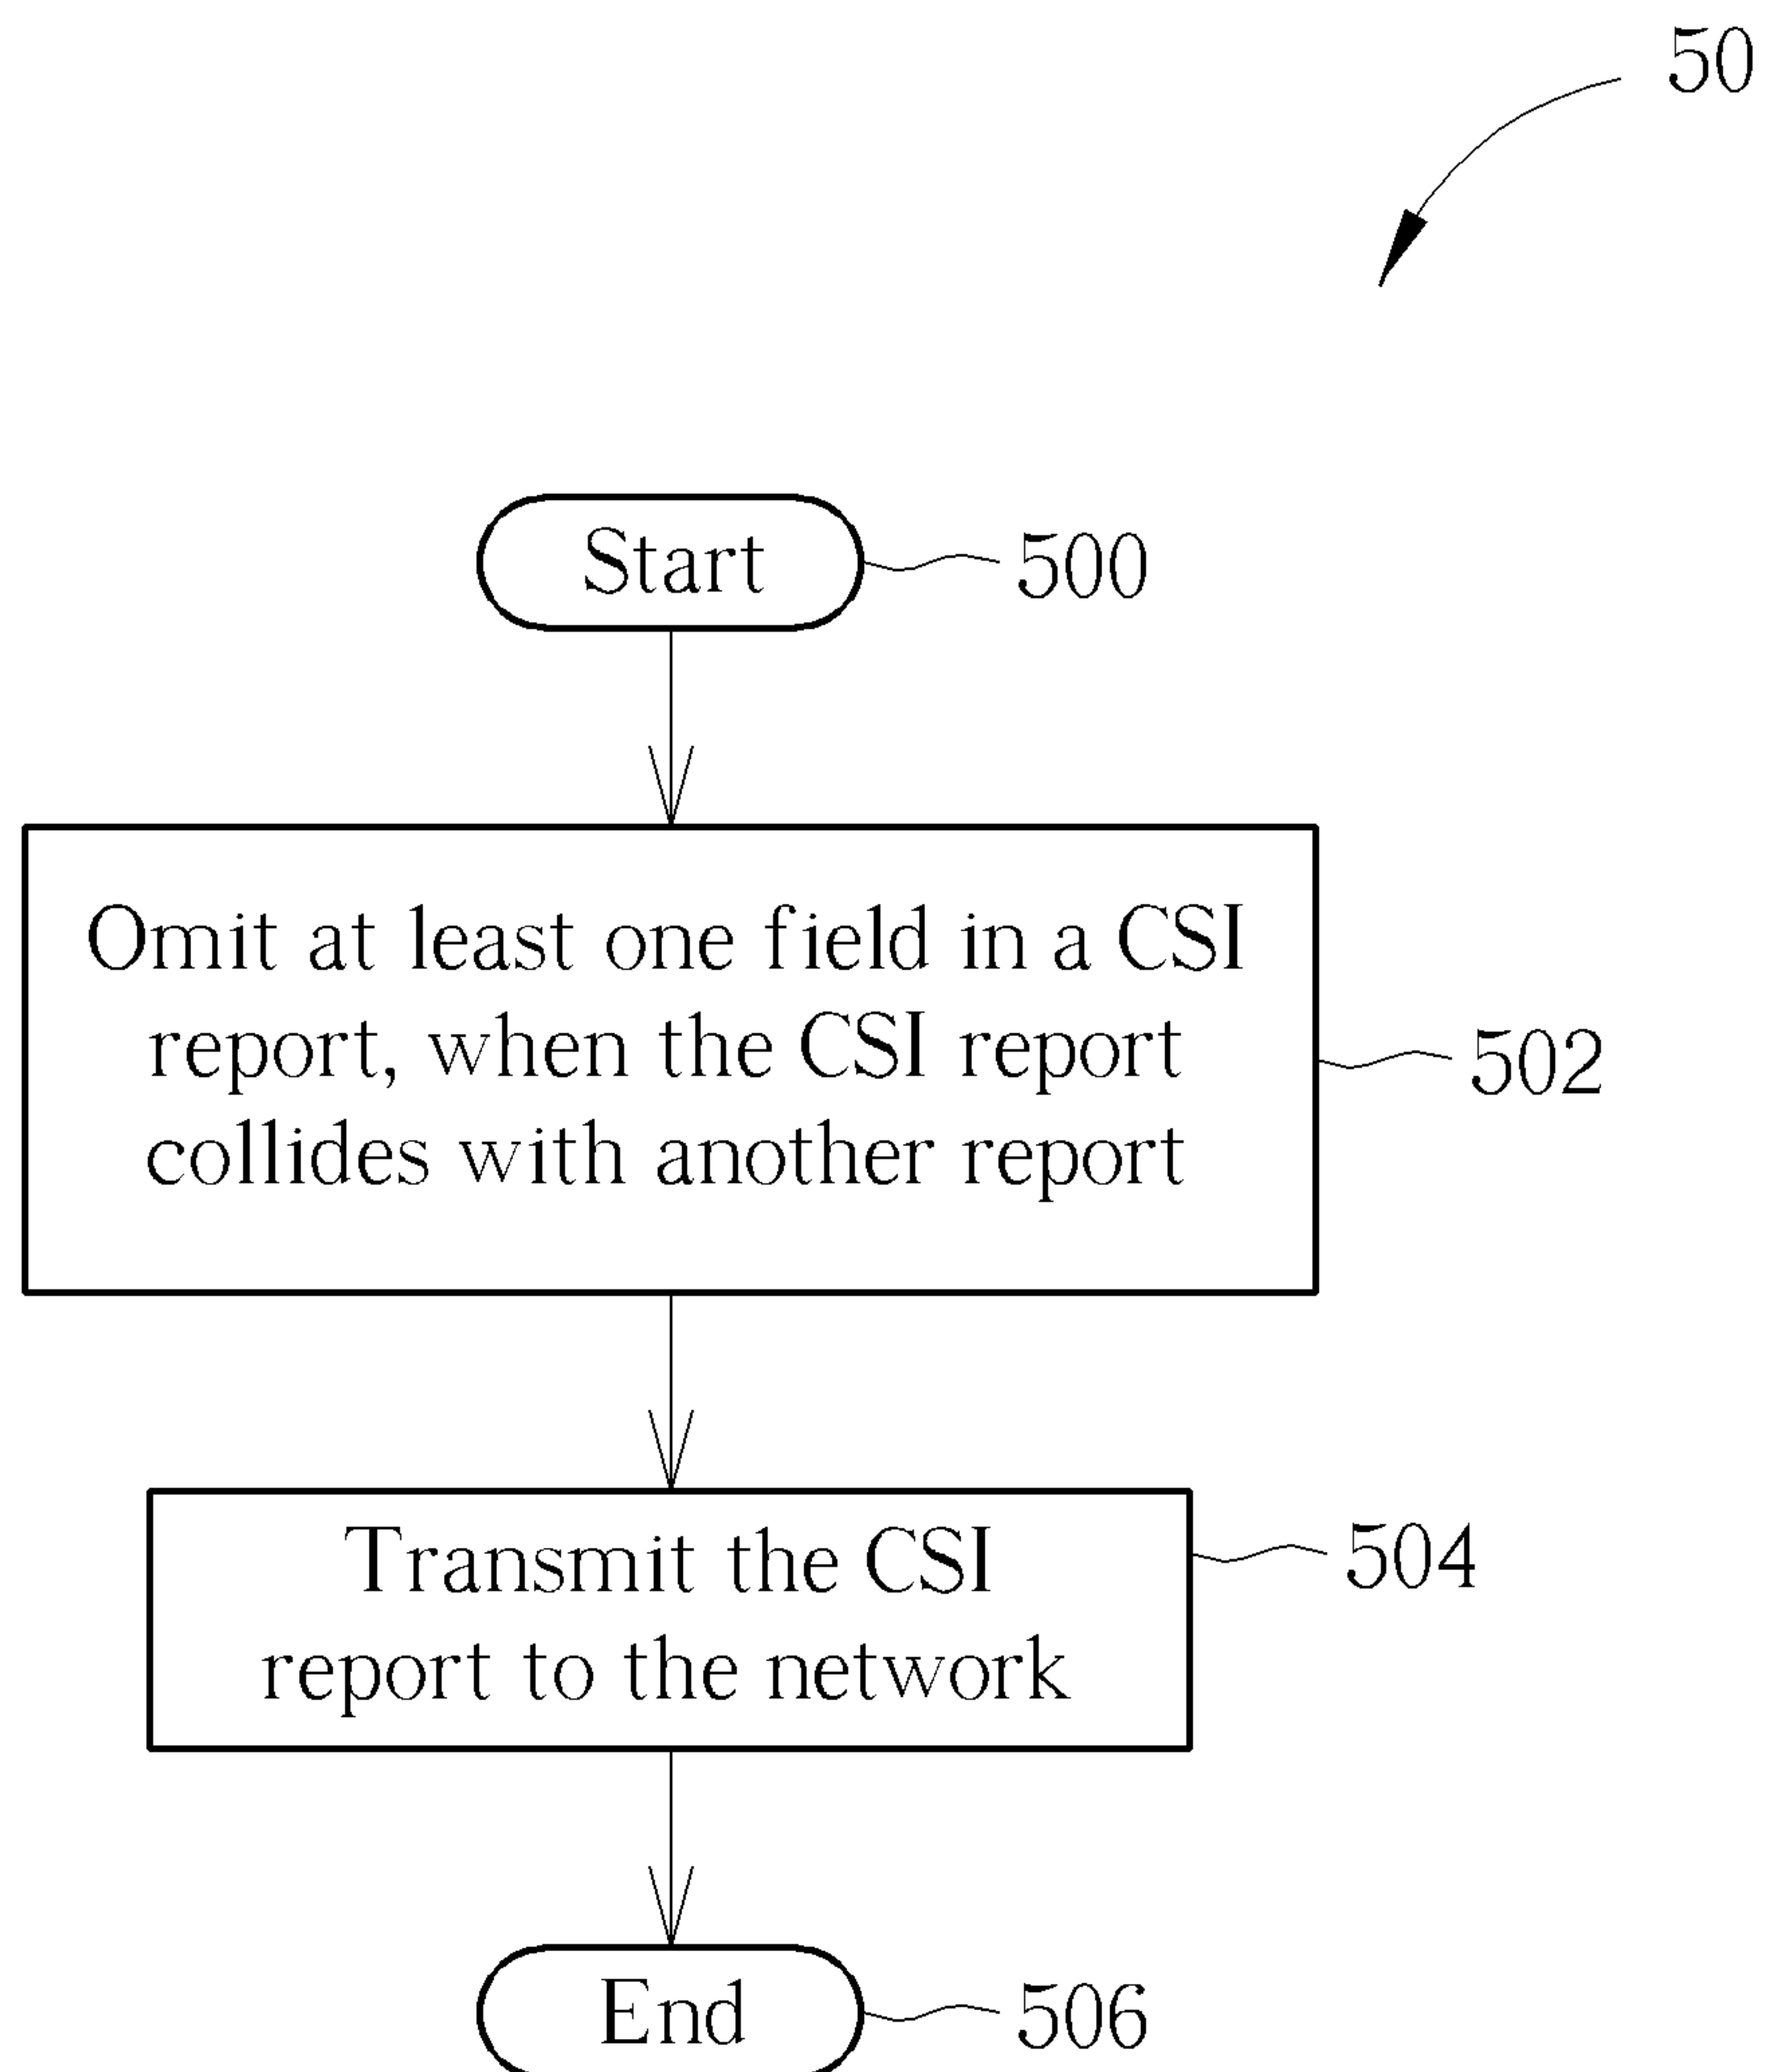 50
Start
500
Omit at least one field in a CSI
report, when the CSI report
collides with another report
502
Transmit the CSI
report to the network
504
End
506